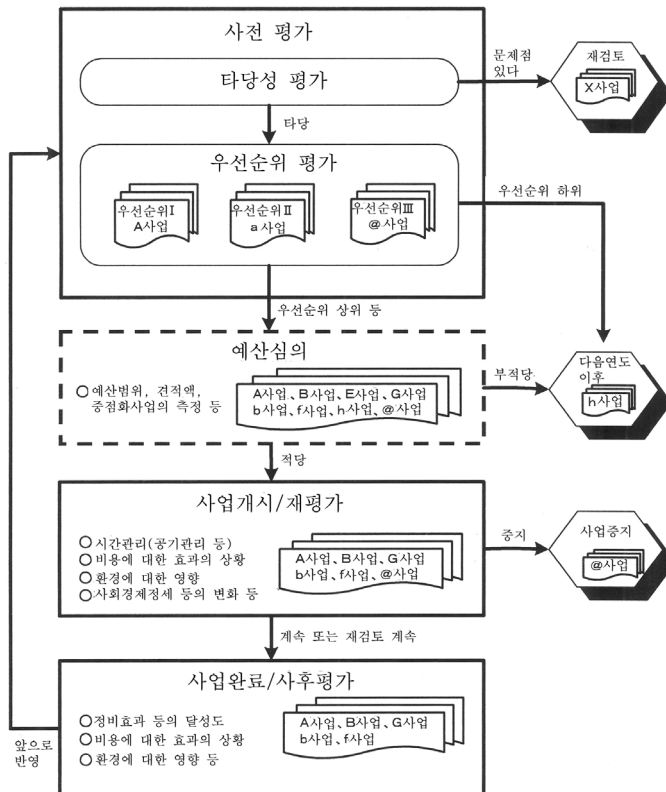 사전 평가
타당성 평가
문제점
있다
재검토
X사업
타당
우선순위 평가
우선순위Ⅰ
A사업
우선순위Ⅱ
a사업
우선순위Ⅲ
@사업
우선순위 하위
우선순위 상위 등
예산심의
○예산범위, 견적액,
중점화사업의 측정 등
A사업、B사업、E사업、G사업
b사업、f사업、h사업、@사업
부적당
다음연도
이후
h사업
적당
사업개시/재평가
○시간관리(공기관리 등)
○비용에 대한 효과의 상황
○환경에 대한 영향
○사회경제정세 등의 변화 등
A사업、B사업、G사업
b사업、f사업、@사업
중지
사업중지
@사업
계속 또는 재검토 계속
사업완료/사후평가
○정비효과 등의 달성도
○비용에 대한 효과의 상황
○환경에 대한 영향 등
A사업、B사업、G사업
b사업、f사업
앞으로
반영